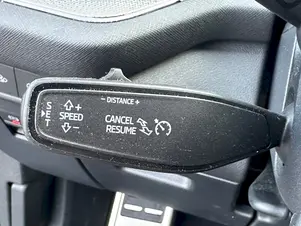 - DISTANCE +
SET
SPEED
+
-
CANCEL
RESUME